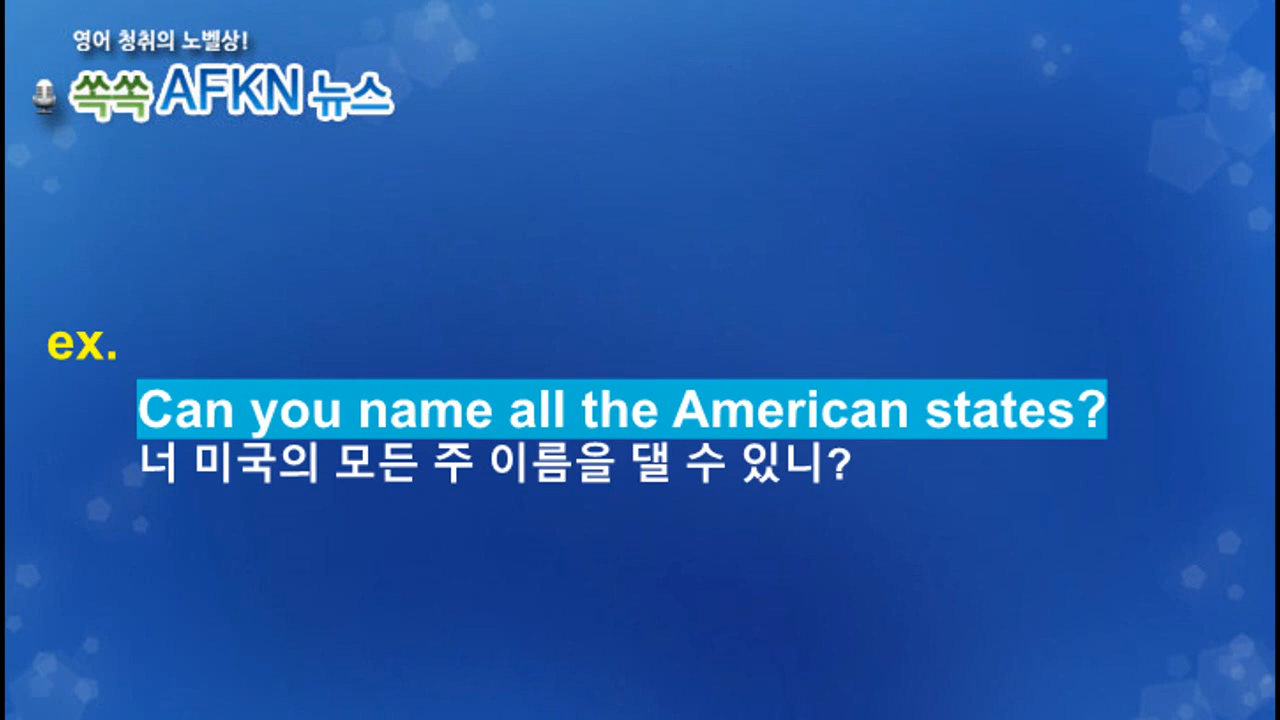 영어 청취의 노벨상!
쏙쏙 AFKN 뉴스
ex.
Can you name all the American states?
너 미국의 모든 주 이름을 댈 수 있니?